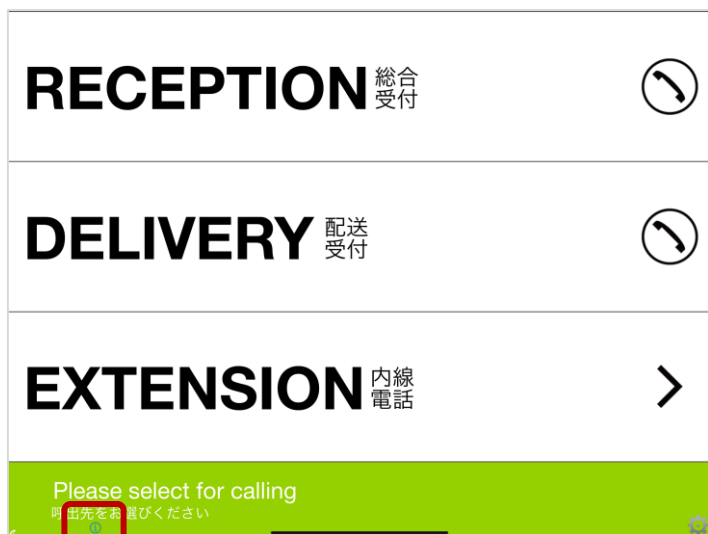 RECEPTION 総合
受付
DELIVERY 配送
受付
EXTENSION 内線
電話
Please select for calling
呼出先をお選びください